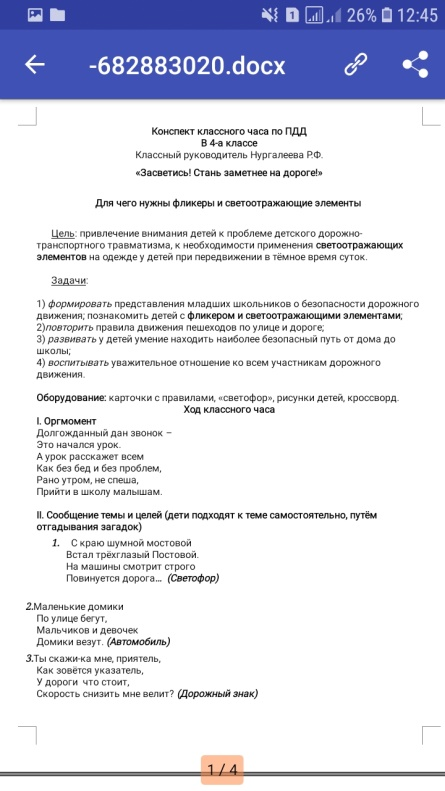 1 26% 12:45
-682883020.docx
Конспект классного часа по ПДД
В 4-а классе
Классный руководитель Нургалеева Р.Ф.
«Засветись! Стань заметнее на дороге!»
Для чего нужны фликеры и светоотражающие элементы
Цель: привлечение внимания детей к проблеме детского дорожно-
транспортного травматизма, к необходимости применения светоотражающих
элементов на одежде у детей при передвижении в тёмное время суток.
Задачи:
1) формировать представления младших школьников о безопасности дорожного
движения; познакомить детей с фликером и светоотражающими элементами;
2)повторить правила движения пешеходов по улице и дороге;
3) развивать у детей умение находить наиболее безопасный путь от дома до
школы;
4) воспитывать уважительное отношение ко всем участникам дорожного
движения.
Оборудование: карточки с правилами, «светофор», рисунки детей, кроссворд.
Ход классного часа
I. Оргмомент
Долгожданный дан звонок –
Это начался урок.
А урок расскажет всем
Как без бед и без проблем,
Рано утром, не спеша,
Прийти в школу малышам.
II. Сообщение темы и целей (дети подходят к теме самостоятельно, путём
отгадывания загадок)
1. С краю шумной мостовой
Встал трёхглазый Постовой.
На машины смотрит строго
Повинуется дорога... (Светофор)
2.Маленькие домики
По улице бегут,
Мальчиков и девочек
Домики везут. (Автомобиль)
3.Ты скажи-ка мне, приятель,
Как зовётся указатель,
У дороги что стоит,
Скорость снизить мне велит? (Дорожный знак)
1 / 4